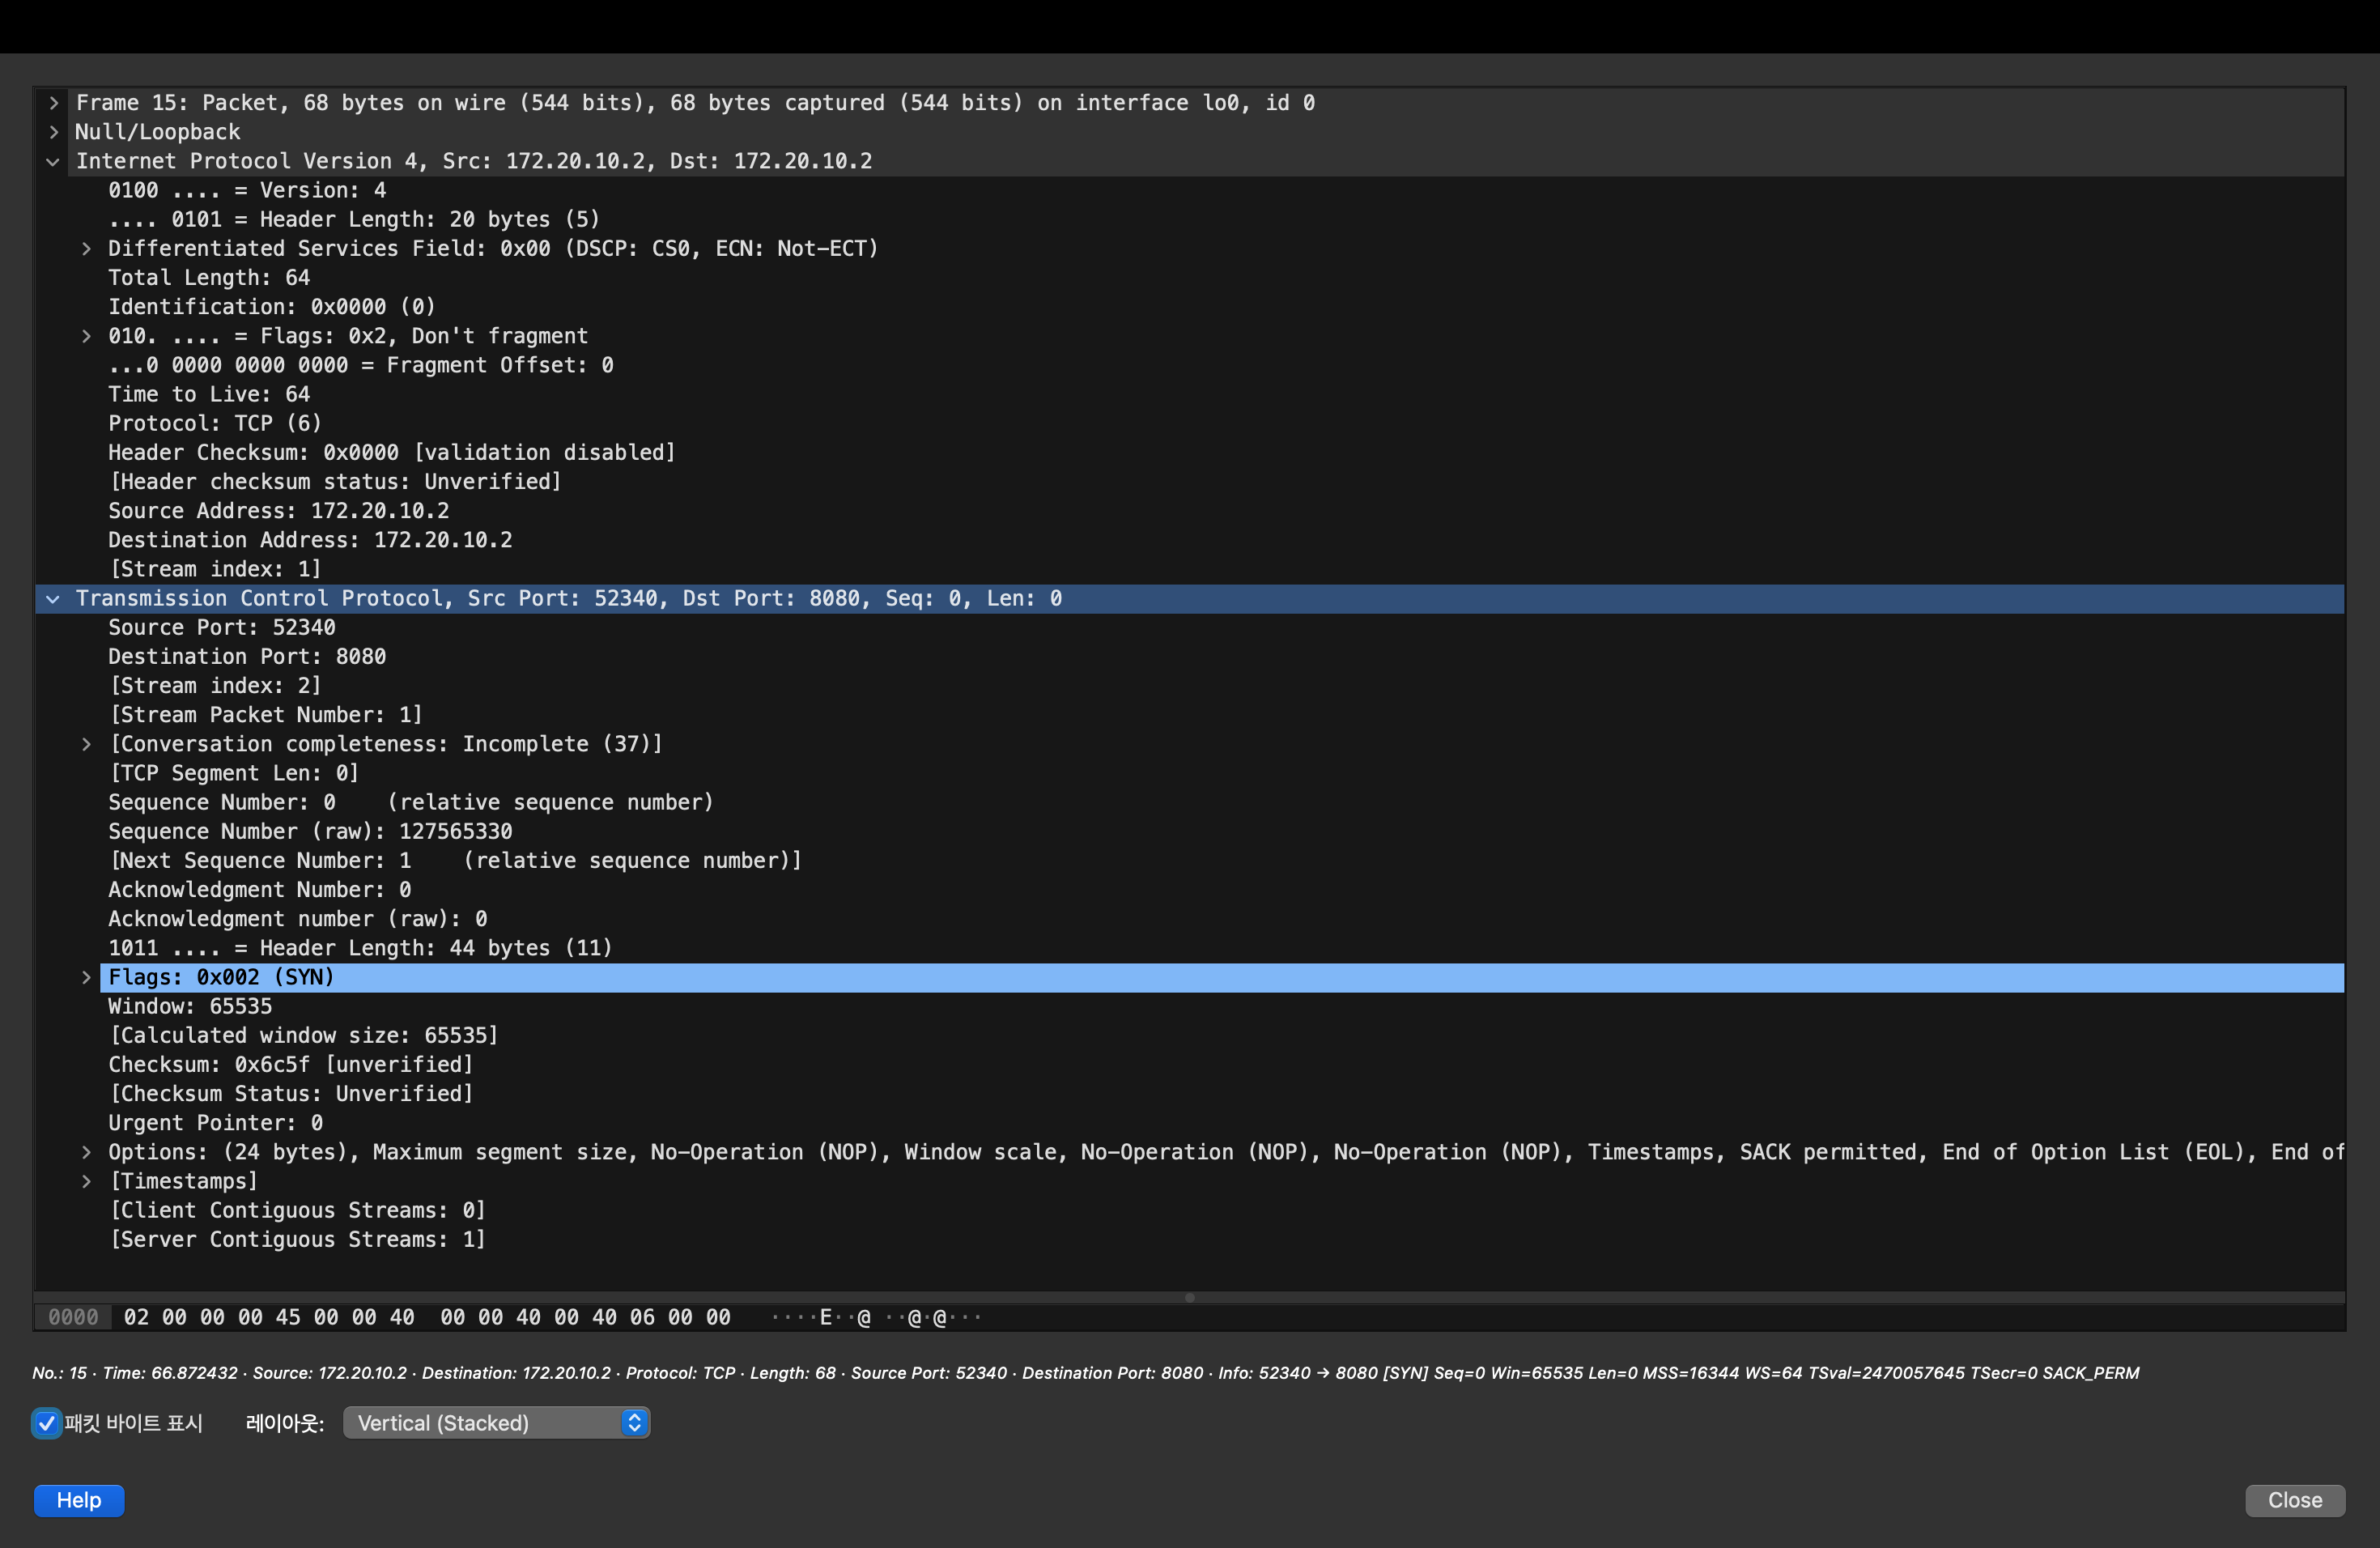 Frame 15: Packet, 68 bytes on wire (544 bits), 68 bytes captured (544 bits) on interface lo0, id 0
Null/Loopback
Internet Protocol Version 4, Src: 172.20.10.2, Dst: 172.20.10.2
0100 .... = Version: 4
.... 0101 = Header Length: 20 bytes (5)
Differentiated Services Field: 0x00 (DSCP: CS0, ECN: Not-ECT)
Total Length: 64
Identification: 0x0000 (0)
010. .... = Flags: 0x2, Don't fragment
...0 0000 0000 0000 = Fragment Offset: 0
Time to Live: 64
Protocol: TCP (6)
Header Checksum: 0x0000 [validation disabled]
[Header checksum status: Unverified]
Source Address: 172.20.10.2
Destination Address: 172.20.10.2
[Stream index: 1]
Transmission Control Protocol, Src Port: 52340, Dst Port: 8080, Seq: 0, Len: 0
Source Port: 52340
Destination Port: 8080
[Stream index: 2]
[Stream Packet Number: 1]
[Conversation completeness: Incomplete (37)]
[TCP Segment Len: 0]
Sequence Number: 0    (relative sequence number)
Sequence Number (raw): 127565330
[Next Sequence Number: 1    (relative sequence number)]
Acknowledgment Number: 0
Acknowledgment number (raw): 0
1011 .... = Header Length: 44 bytes (11)
Flags: 0x002 (SYN)
Window: 65535
[Calculated window size: 65535]
Checksum: 0x6c5f [unverified]
[Checksum Status: Unverified]
Urgent Pointer: 0
Options: (24 bytes), Maximum segment size, No-Operation (NOP), Window scale, No-Operation (NOP), No-Operation (NOP), Timestamps, SACK permitted, End of Option List (EOL), End of
[Timestamps]
[Client Contiguous Streams: 0]
[Server Contiguous Streams: 1]
0000 02 00 00 00 45 00 00 40 00 00 40 00 40 06 00 00 ····E··@ ··@·@···
No.: 15 · Time: 66.872432 · Source: 172.20.10.2 · Destination: 172.20.10.2 · Protocol: TCP · Length: 68 · Source Port: 52340 · Destination Port: 8080 · Info: 52340 → 8080 [SYN] Seq=0 Win=65535 Len=0 MSS=16344 WS=64 TSval=2470057645 TSecr=0 SACK_PERM
패킷 바이트 표시 레이아웃: Vertical (Stacked)
Help Close